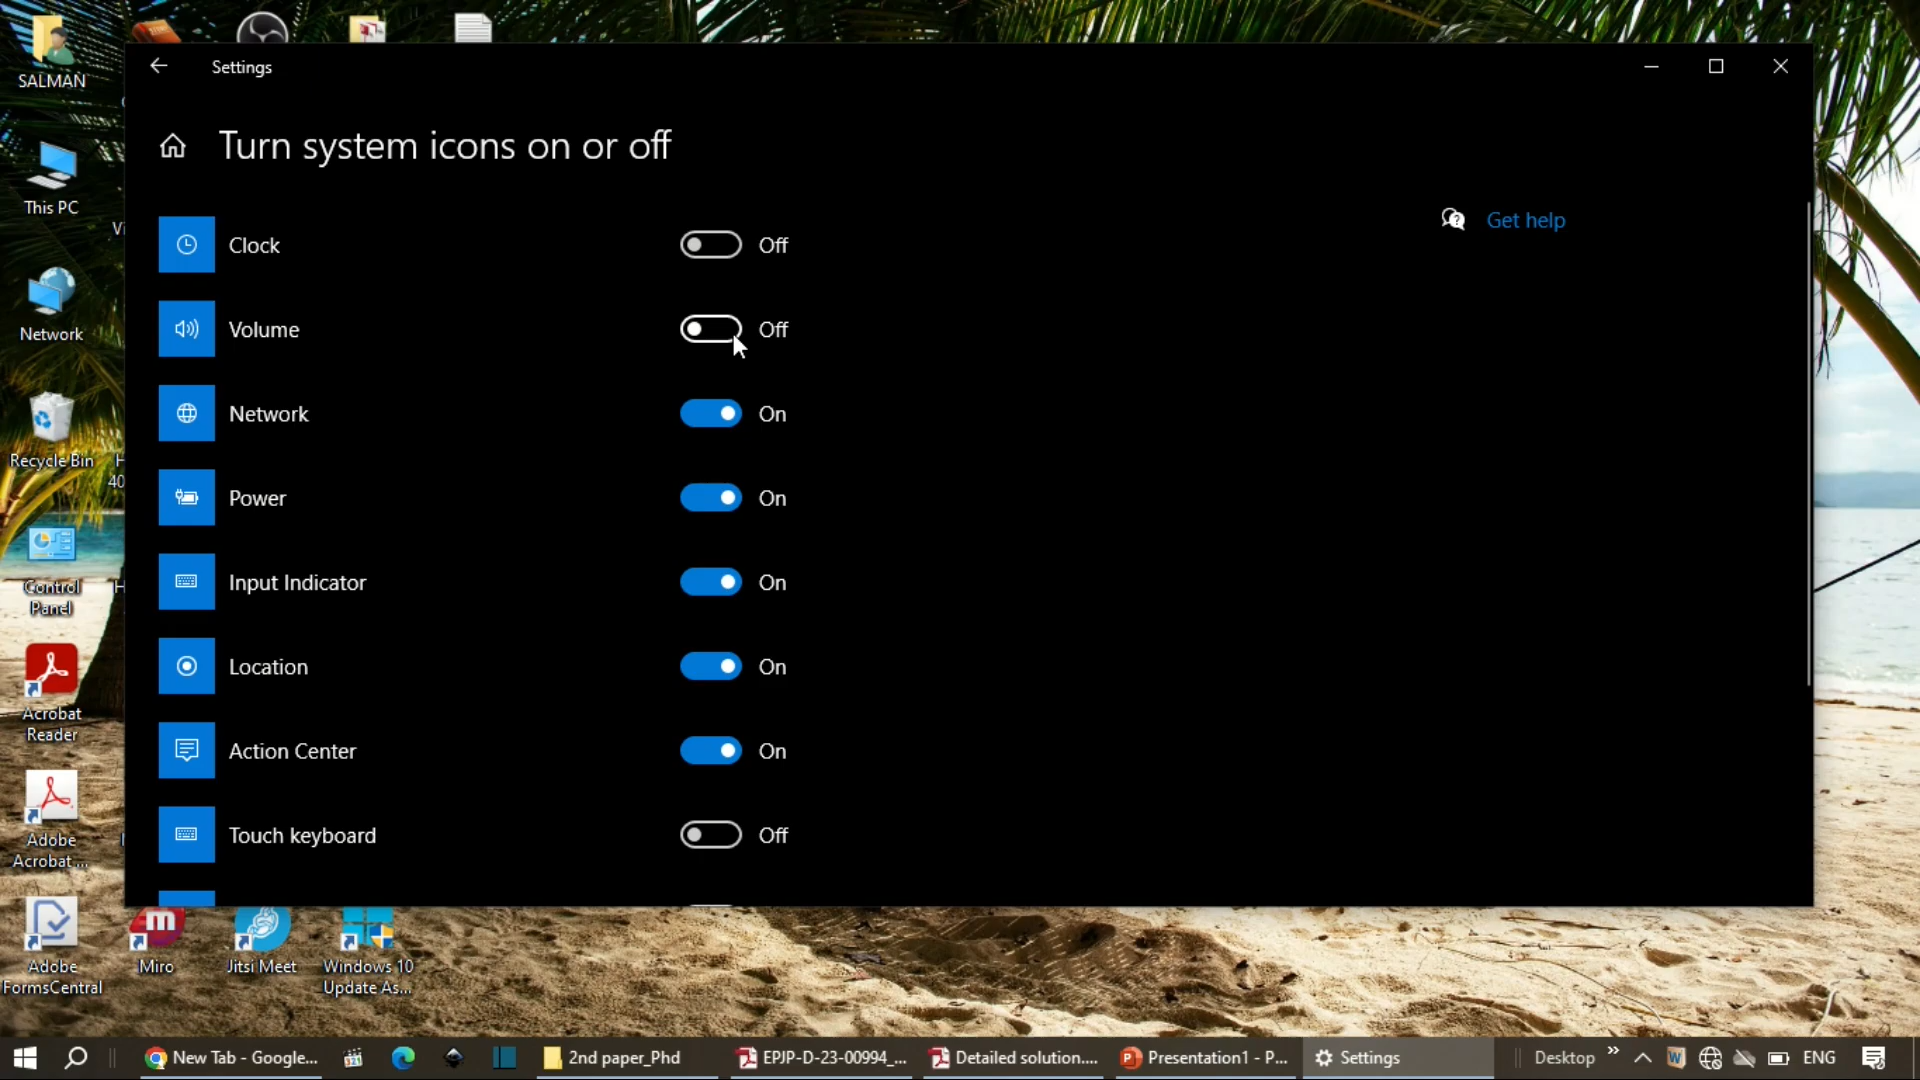 Settings
Turn system icons on or off
Get help
Clock
Off
Volume
Off
Network
On
Power
On
Input Indicator
On
Location
On
Action Center
On
Touch keyboard
Off
SALMAN
This PC
Network
Recycle Bin
Control
Panel
Acrobat
Reader
Adobe
Acrobat ...
Adobe
FormsCentral
Miro
Jitsi Meet
Windows 10
Update As...
New Tab - Google...
2nd paper_Phd
EPJP-D-23-00994_...
Detailed solution....
Presentation1 - P...
Settings
Desktop
ENG